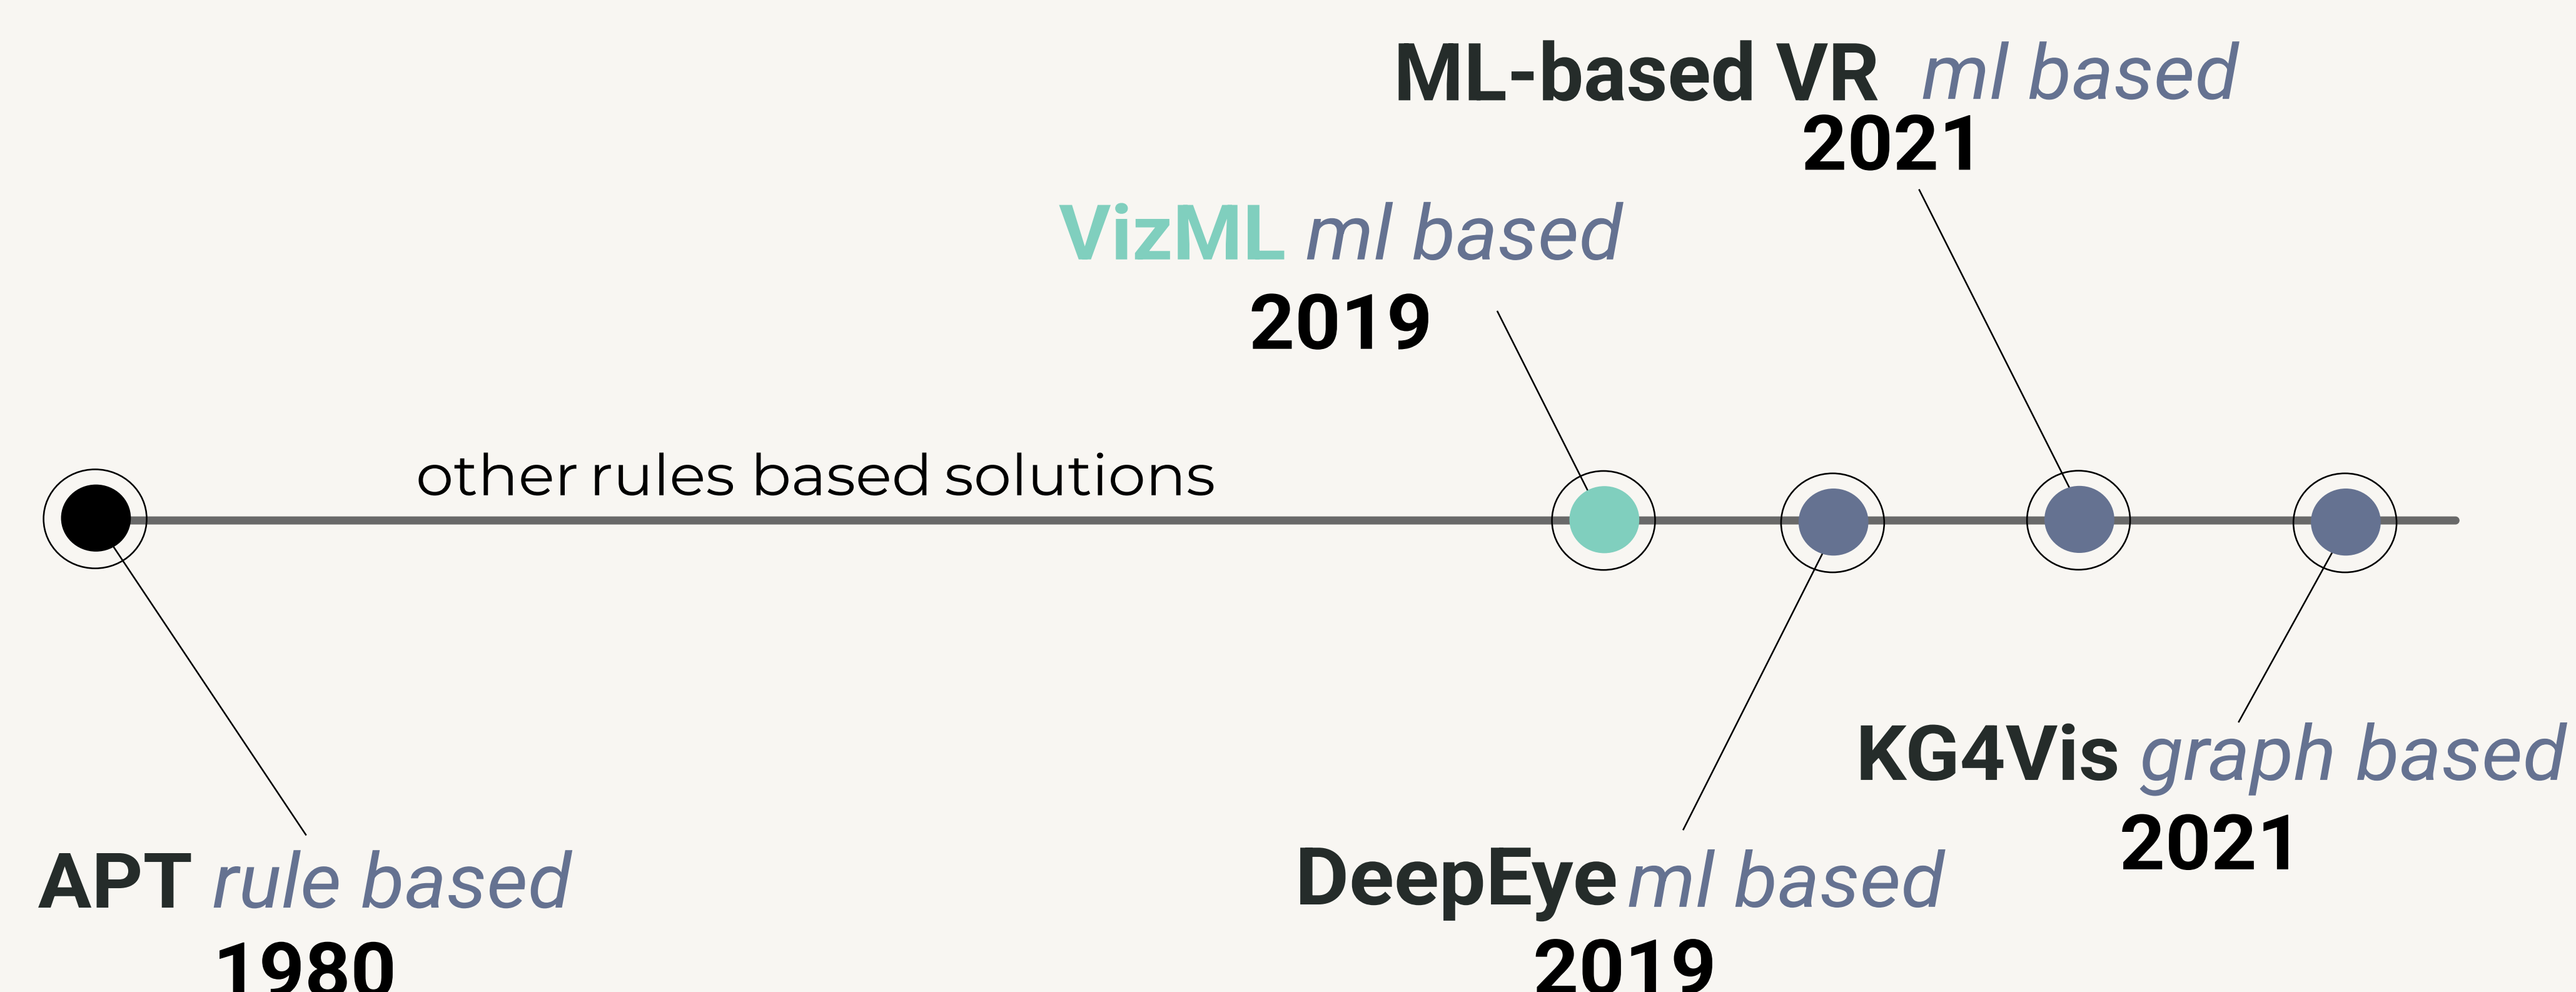 ML-based VR ml based
2021
VizML ml based
2019
other rules based solutions
KG4Vis graph based
2021
APT rule based
1980
DeepEye ml based
2019